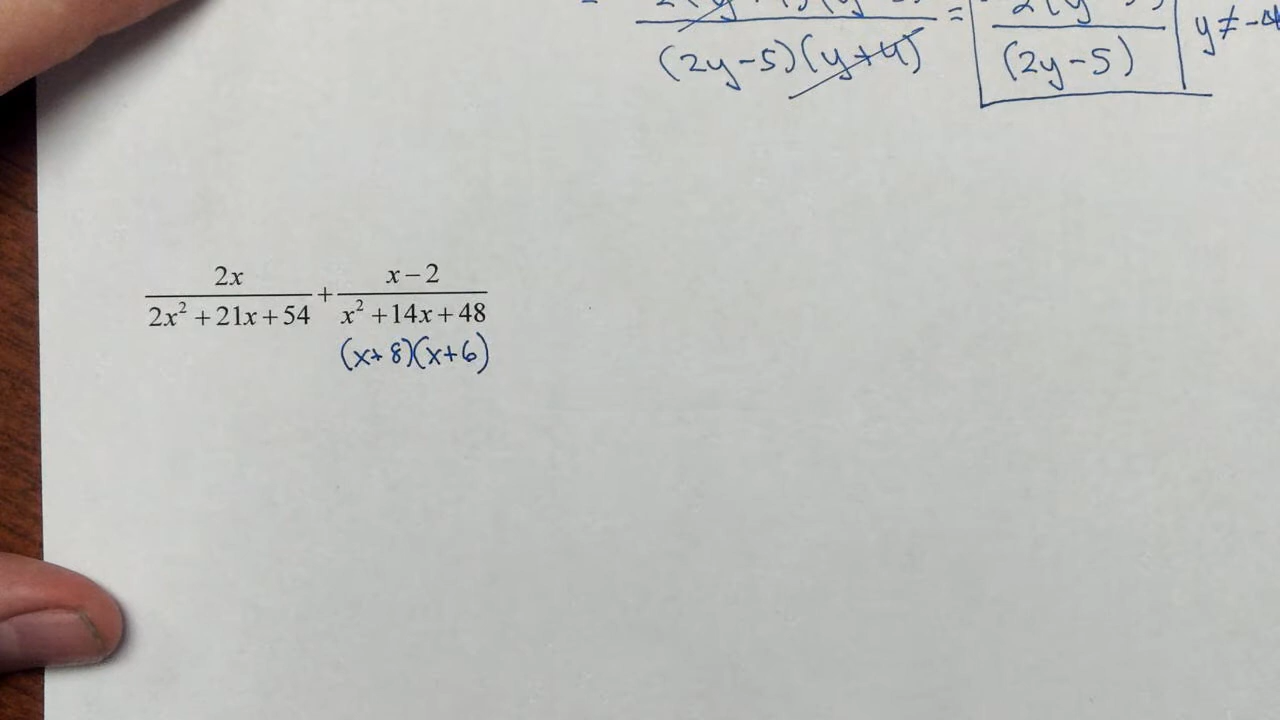 =
(2y-5)(y+4)
=
(2y-5)
y≠-4
2x / 2x² + 21x + 54 + x - 2 / x² + 14x + 48
(x+8)(x+6)